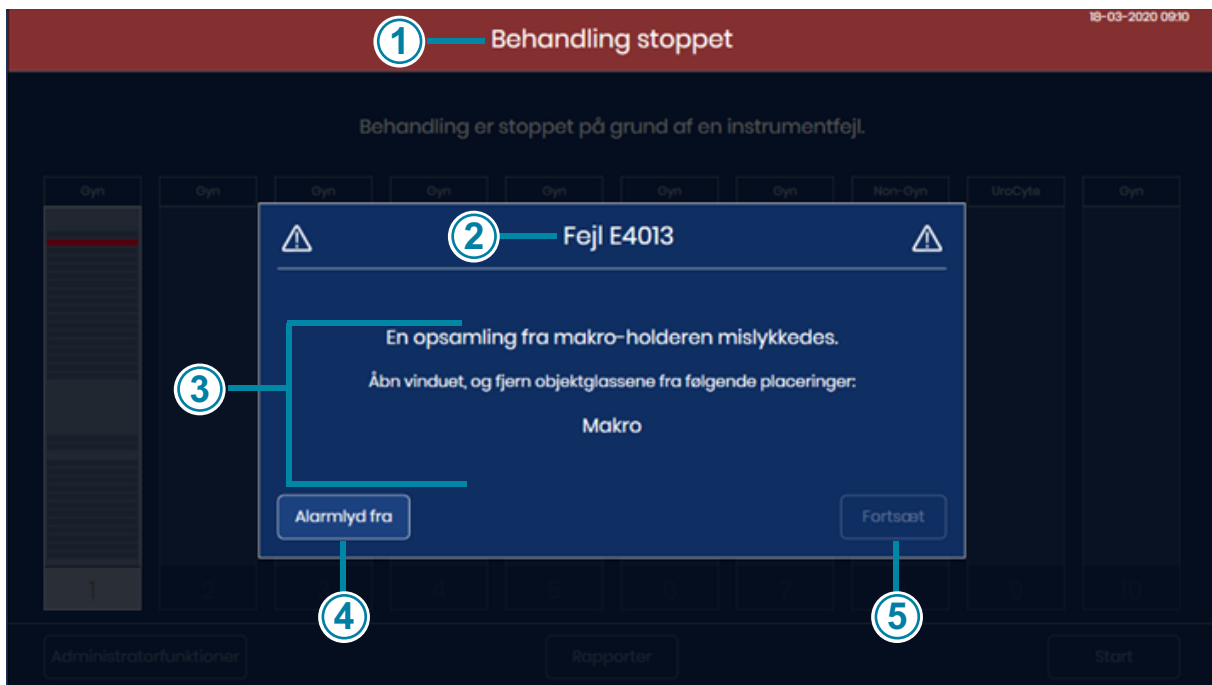 18-03-2020 09:10
1 Behandling stoppet
Behandling er stoppet på grund af en instrumentfejl.
Gyn Gyn Gyn Gyn Gyn Gyn Gyn Non-Gyn UroCyte Gyn
2 Fejl E4013
En opsamling fra makro-holderen mislykkedes.
3 Åbn vinduet, og fjern objektglassene fra følgende placeringer:
Makro
Alarmlyd fra Fortsæt
1 2 3 4 5 6 7 9 10
4 5
Administratorfunktioner Rapporter Start